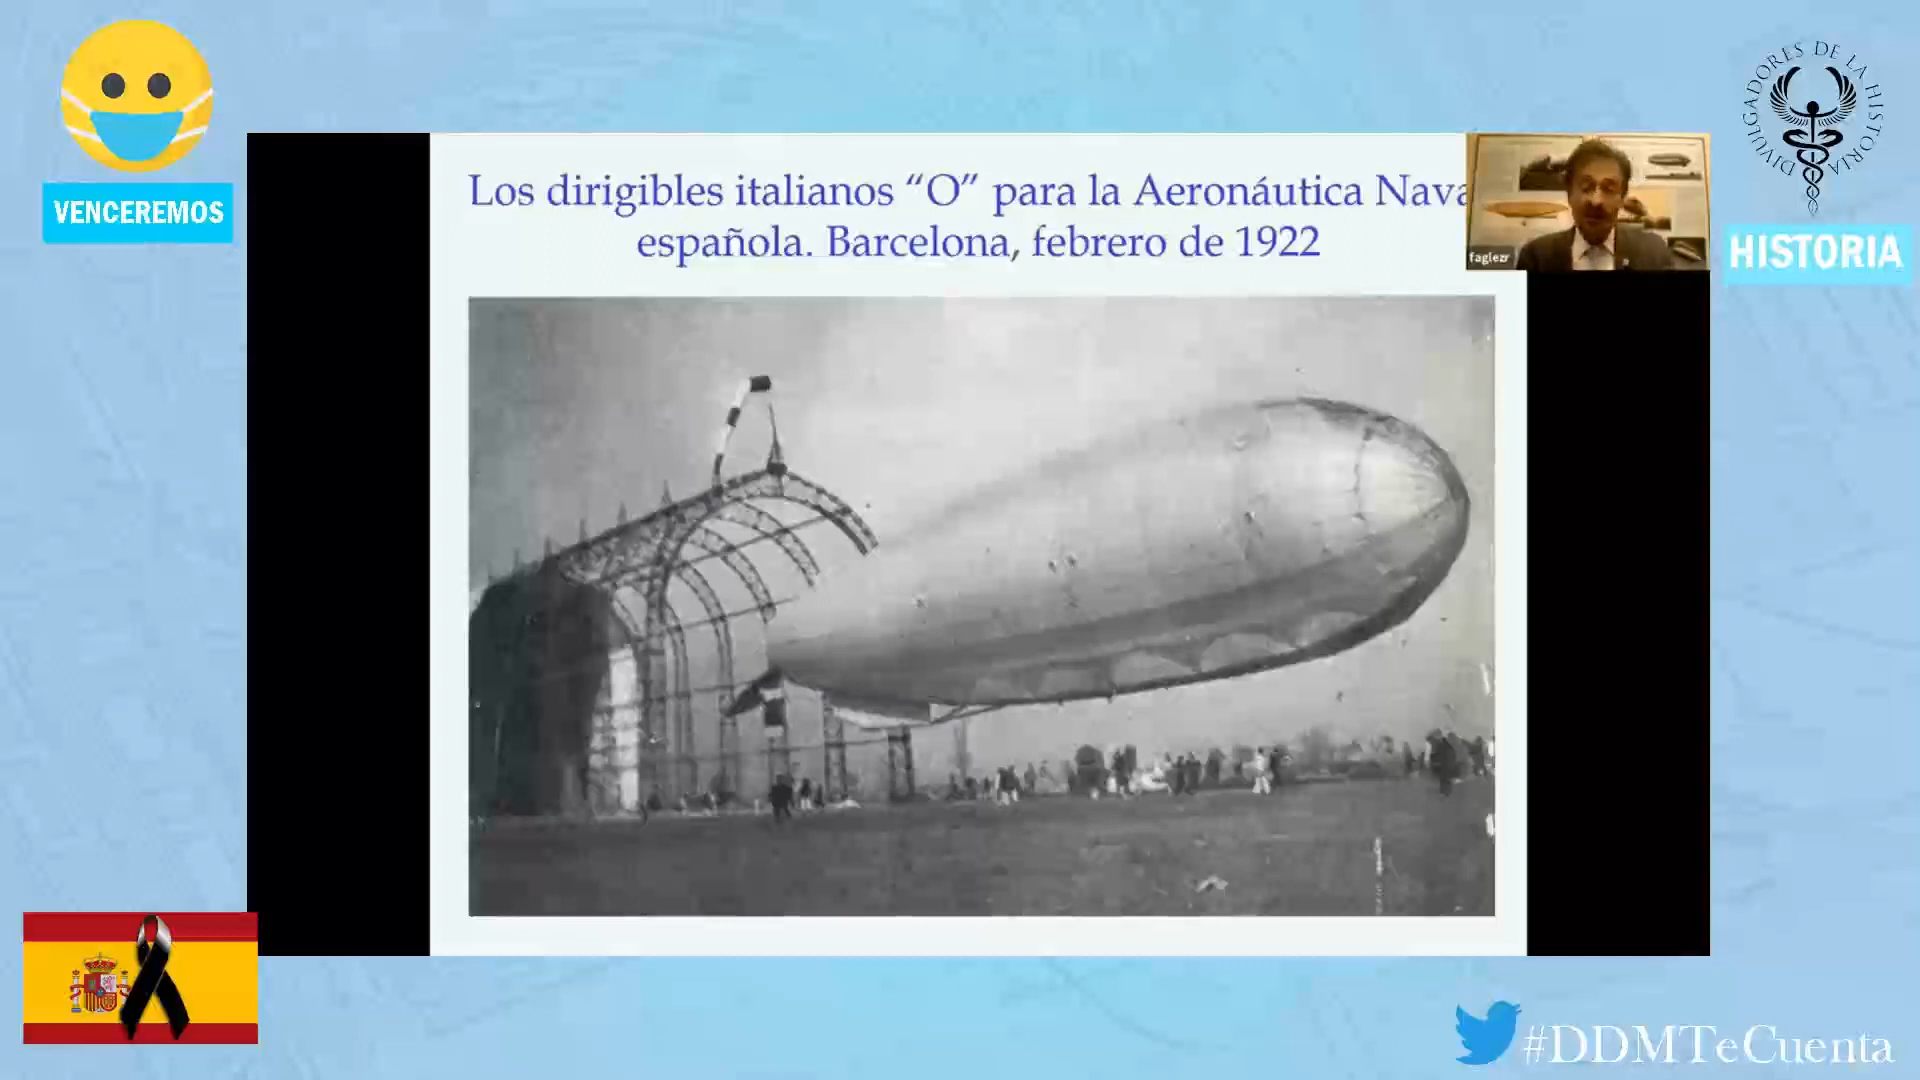 VENCEREMOS
DIVULGADORES DE LA HISTORIA
HISTORIA
Los dirigibles italianos “O” para la Aeronáutica Nava
española. Barcelona, febrero de 1922
faglezr
#DDMTeCuenta